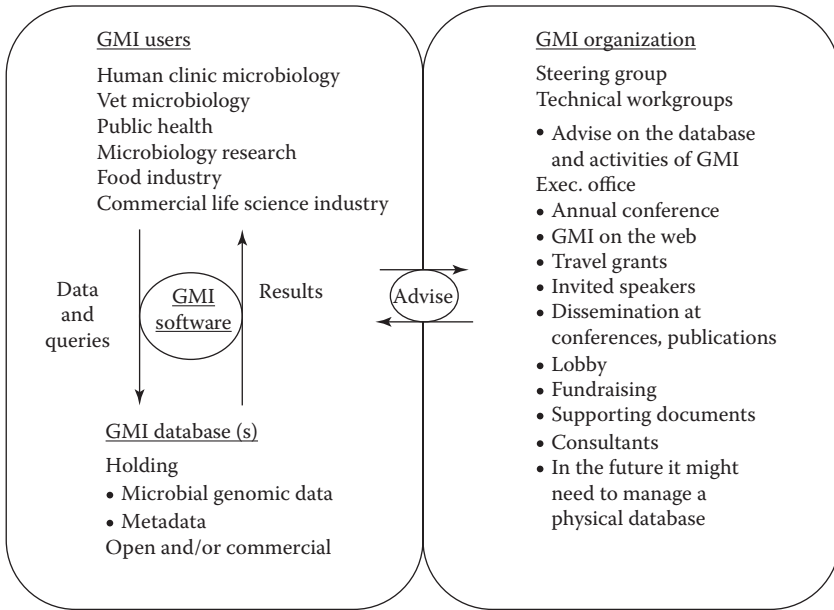 GMI users
Human clinic microbiology
Vet microbiology
Public health
Microbiology research
Food industry
Commercial life science industry
Data
and
queries
GMI
software
Results
GMI database (s)
Holding
• Microbial genomic data
• Metadata
Open and/or commercial
Advise
GMI organization
Steering group
Technical workgroups
• Advise on the database
and activities of GMI
Exec. office
• Annual conference
• GMI on the web
• Travel grants
• Invited speakers
• Dissemination at
conferences, publications
• Lobby
• Fundraising
• Supporting documents
• Consultants
• In the future it might
need to manage a
physical database